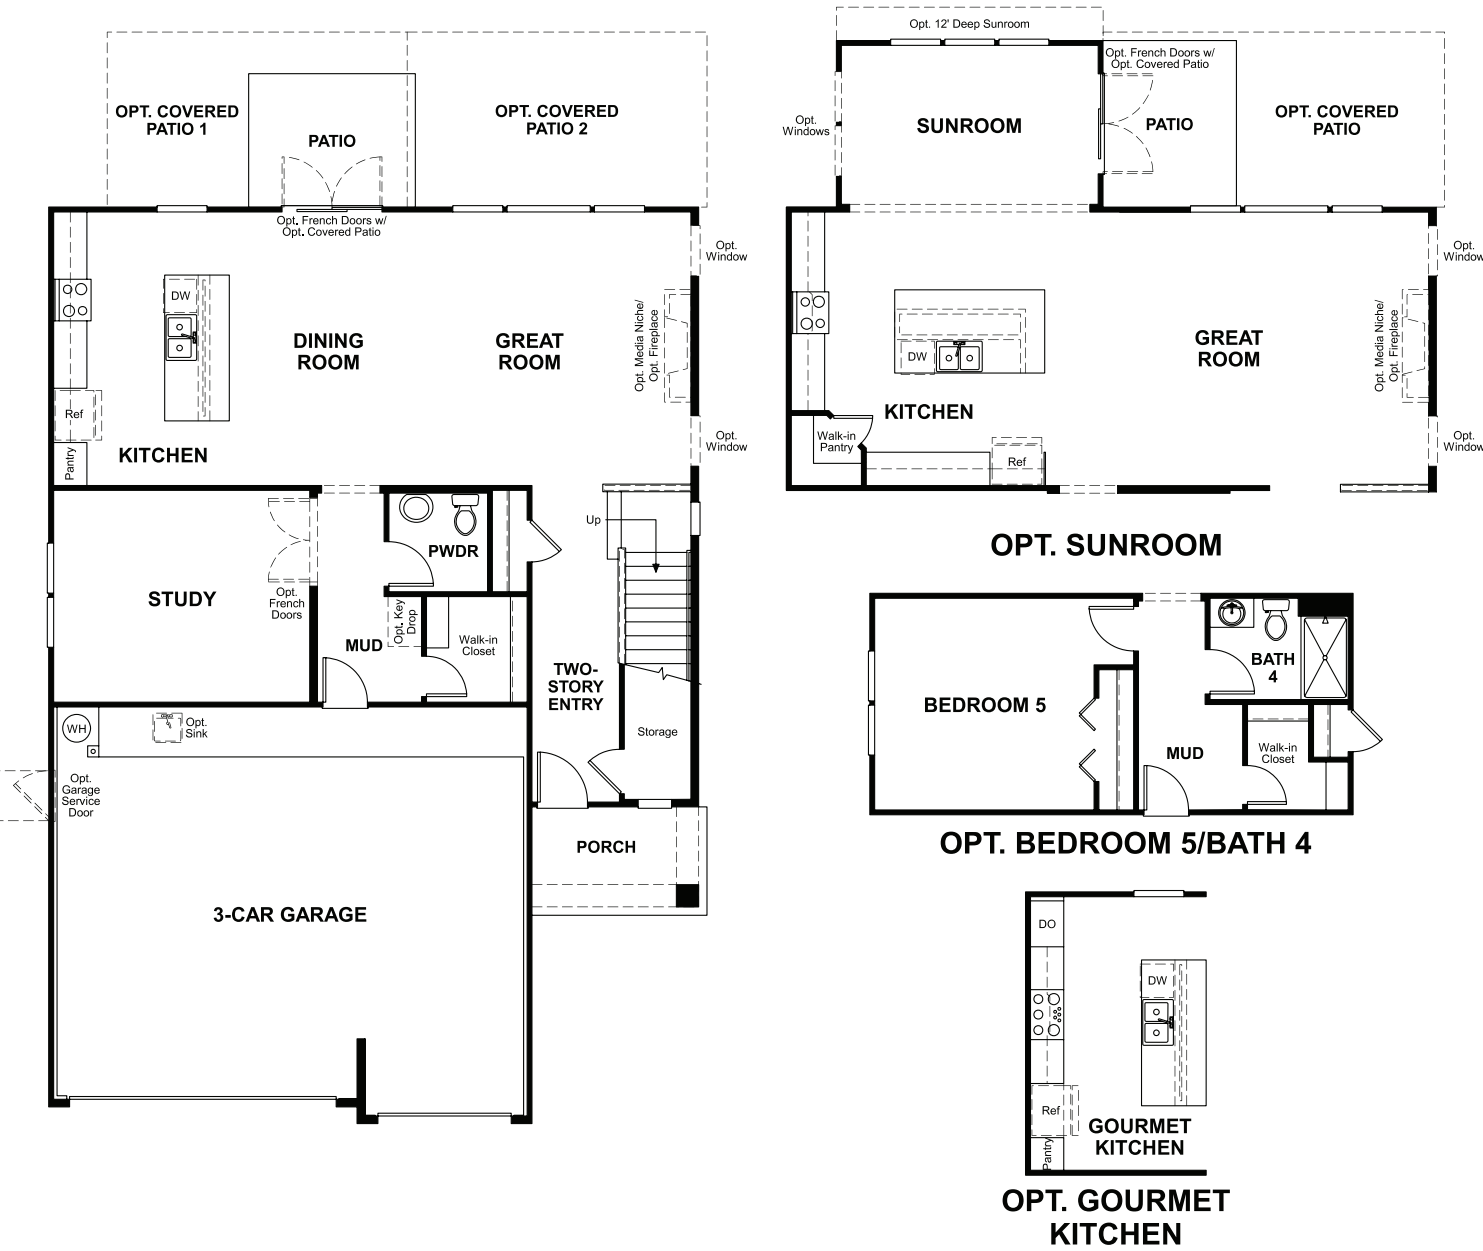 OPT. COVERED
PATIO 1
PATIO
OPT. COVERED
PATIO 2
Opt. French Doors w/
Opt. Covered Patio
Opt.
Window
DW
DINING
ROOM
GREAT
ROOM
Opt. Media Niche/
Opt. Fireplace
Ref
Pantry
KITCHEN
Opt.
Window
Up
PWDR
STUDY
Opt.
French
Doors
Opt. Key
Drop
MUD
Walk-in
Closet
TWO-
STORY
ENTRY
Storage
WH
Opt.
Sink
Opt.
Garage
Service
Door
PORCH
3-CAR GARAGE
Opt. 12' Deep Sunroom
Opt. French Doors w/
Opt. Covered Patio
Opt.
Windows
SUNROOM
PATIO
OPT. COVERED
PATIO
Opt.
Window
DW
GREAT
ROOM
Opt. Media Niche/
Opt. Fireplace
KITCHEN
Walk-in
Pantry
Ref
Opt.
Window
OPT. SUNROOM
BATH
4
BEDROOM 5
MUD
Walk-in
Closet
OPT. BEDROOM 5/BATH 4
DO
DW
Ref
Pantry
GOURMET
KITCHEN
OPT. GOURMET
KITCHEN